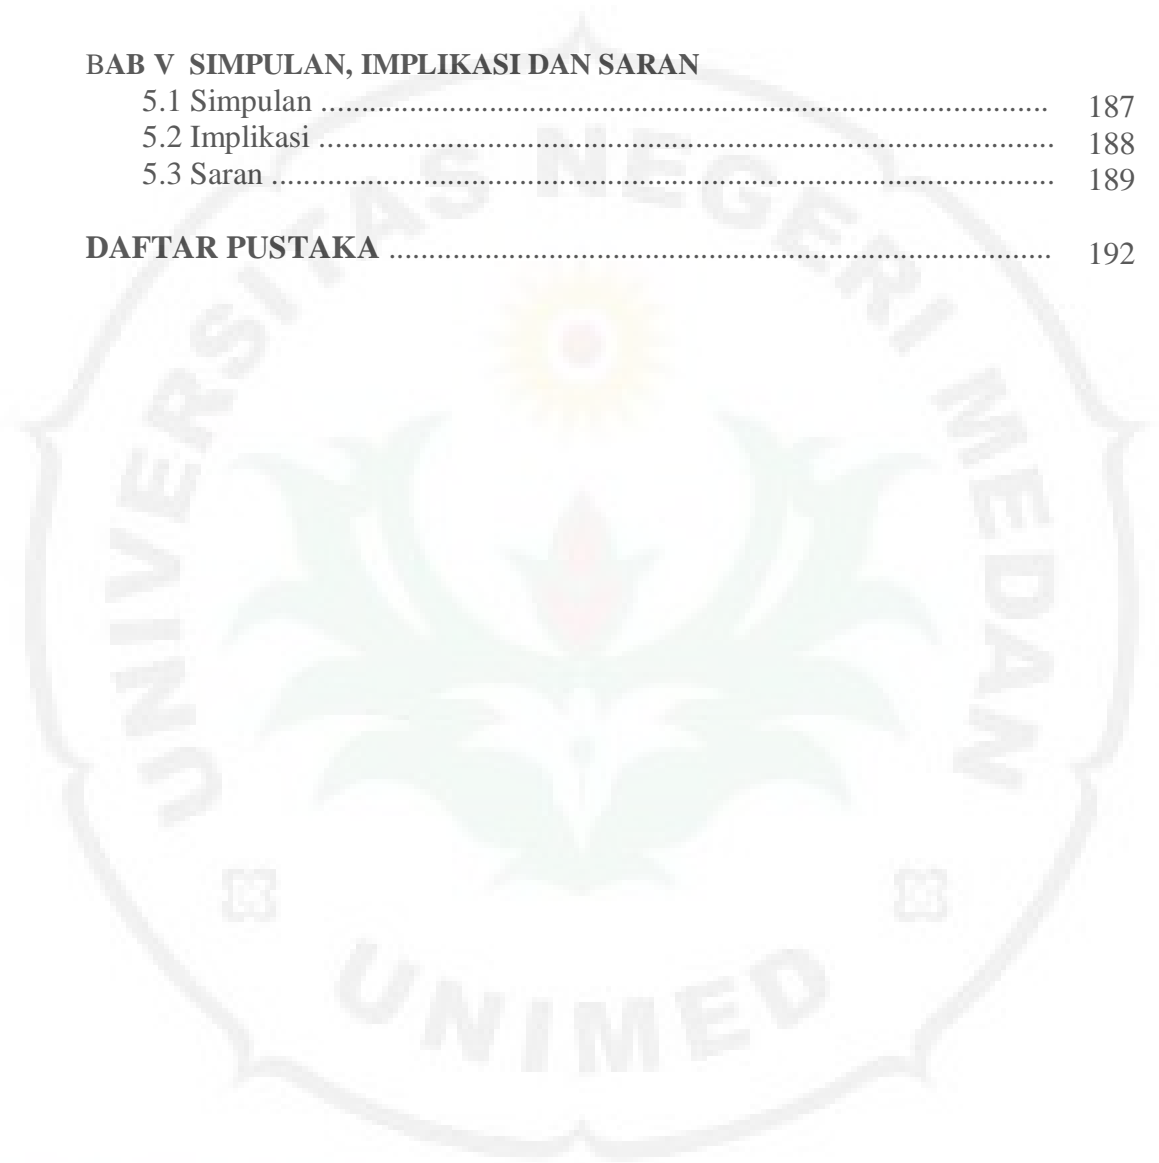 BAB V SIMPULAN, IMPLIKASI DAN SARAN
5.1 Simpulan ........................................................................................... 187
5.2 Implikasi ............................................................................................ 188
5.3 Saran .................................................................................................. 189
DAFTAR PUSTAKA ................................................................................... 192
UNIVERSITAS NEGERI MEDAN
UNIMED